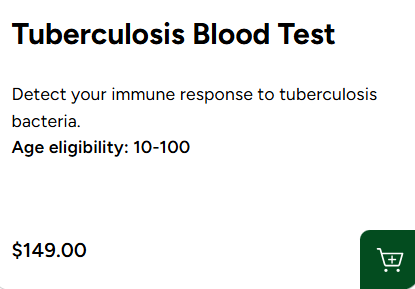 Tuberculosis Blood Test
Detect your immune response to tuberculosis
bacteria.
Age eligibility: 10-100
$149.00